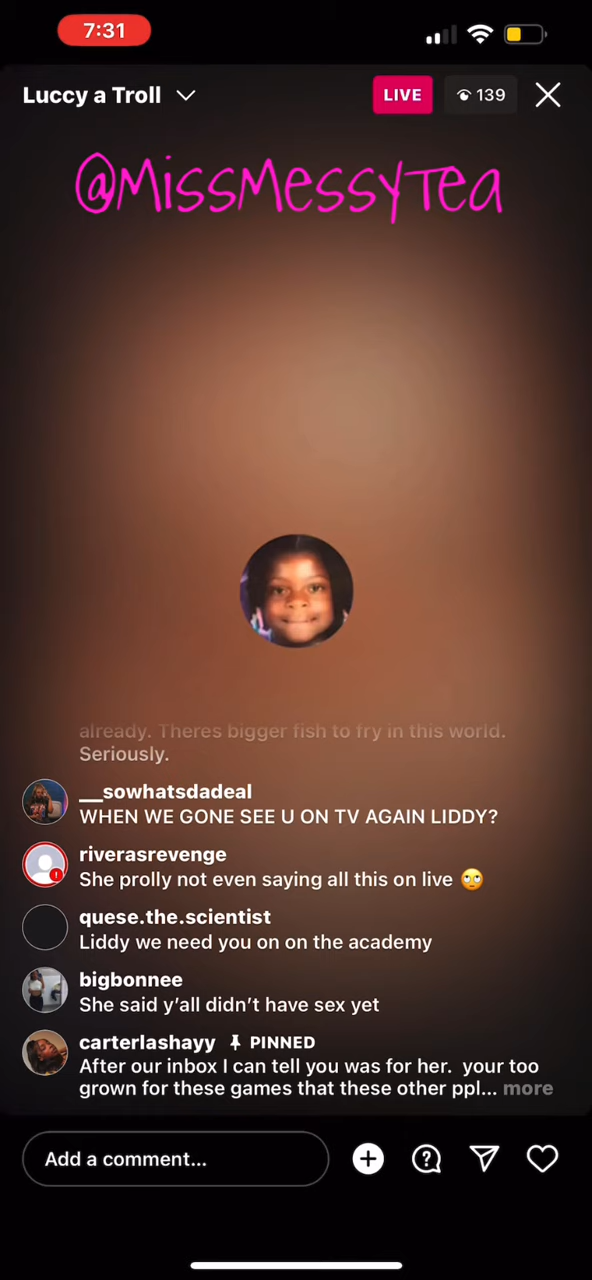 7:31
Luccy a Troll
LIVE
139
@MissMessyTea
already. Theres bigger fish to fry in this world.
Seriously.
__sowhatsdadeal
WHEN WE GONE SEE U ON TV AGAIN LIDDY?
riverasrevenge
She prolly not even saying all this on live 🙄
quese.the.scientist
Liddy we need you on on the academy
bigbonnee
She said y'all didn't have sex yet
carterlashayy PINNED
After our inbox I can tell you was for her.  your too
grown for these games that these other ppl... more
Add a comment...